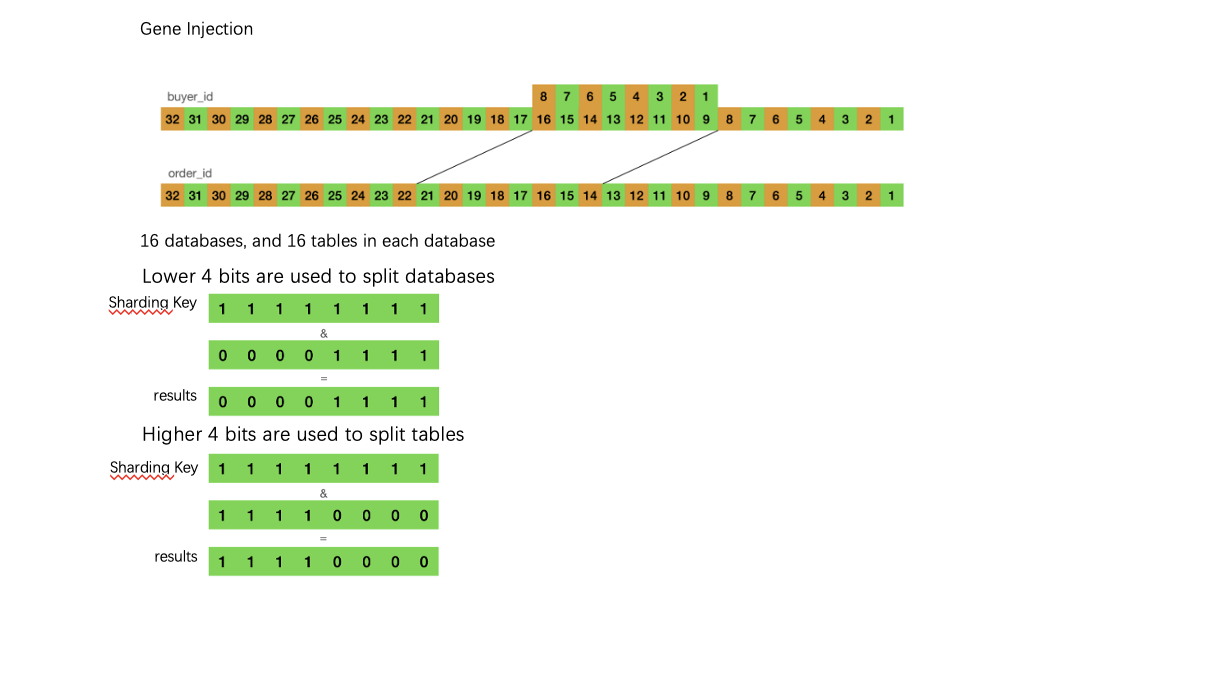 Gene Injection
8 7 6 5 4 3 2 1
buyer_id
32 31 30 29 28 27 26 25 24 23 22 21 20 19 18 17 16 15 14 13 12 11 10 9 8 7 6 5 4 3 2 1
order_id
32 31 30 29 28 27 26 25 24 23 22 21 20 19 18 17 16 15 14 13 12 11 10 9 8 7 6 5 4 3 2 1
16 databases, and 16 tables in each database
Lower 4 bits are used to split databases
Sharding Key 1 1 1 1 1 1 1 1
&
0 0 0 0 1 1 1 1
=
results 0 0 0 0 1 1 1 1
Higher 4 bits are used to split tables
Sharding Key 1 1 1 1 1 1 1 1
&
1 1 1 1 0 0 0 0
=
results 1 1 1 1 0 0 0 0